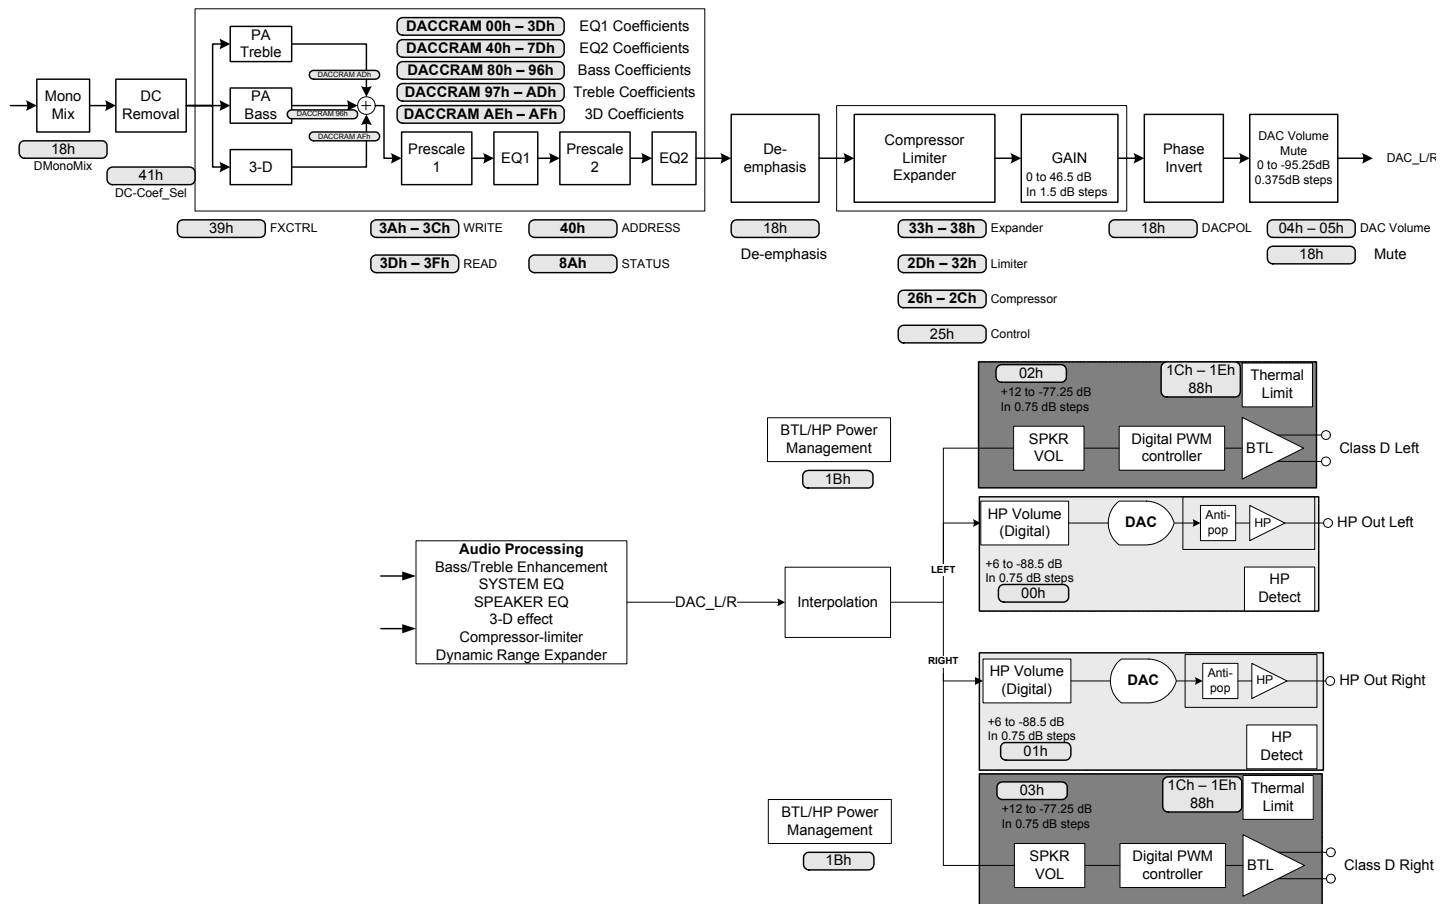 PA
Treble
DACCRAM 00h – 3Dh EQ1 Coefficients
DACCRAM 40h – 7Dh EQ2 Coefficients
DACCRAM 80h – 96h Bass Coefficients
DACCRAM 97h – ADh Treble Coefficients
DACCRAM AEh – AFh 3D Coefficients
DACCRAM ADh
Mono
Mix
DC
Removal
PA
Bass
DACCRAM 96h
DACCRAM AFh
3-D
Prescale
1
EQ1
Prescale
2
EQ2
De-
emphasis
Compressor
Limiter
Expander
GAIN
0 to 46.5 dB
In 1.5 dB steps
Phase
Invert
DAC Volume
Mute
0 to -95.25dB
0.375dB steps
DAC_L/R
18h
DMonoMix
41h
DC-Coef_Sel
39h FXCTRL
3Ah – 3Ch WRITE
40h ADDRESS
3Dh – 3Fh READ
8Ah STATUS
18h
De-emphasis
33h – 38h Expander
2Dh – 32h Limiter
26h – 2Ch Compressor
25h Control
18h DACPOL
04h – 05h DAC Volume
18h Mute
02h
+12 to -77.25 dB
In 0.75 dB steps
1Ch – 1Eh
88h
Thermal
Limit
BTL/HP Power
Management
1Bh
SPKR
VOL
Digital PWM
controller
BTL
Class D Left
HP Volume
(Digital)
DAC
Anti-
pop
HP
HP Out Left
+6 to -88.5 dB
In 0.75 dB steps
00h
HP
Detect
LEFT
Audio Processing
Bass/Treble Enhancement
SYSTEM EQ
SPEAKER EQ
3-D effect
Compressor-limiter
Dynamic Range Expander
DAC_L/R
Interpolation
RIGHT
HP Volume
(Digital)
DAC
Anti-
pop
HP
HP Out Right
+6 to -88.5 dB
In 0.75 dB steps
01h
HP
Detect
03h
+12 to -77.25 dB
In 0.75 dB steps
1Ch – 1Eh
88h
Thermal
Limit
BTL/HP Power
Management
1Bh
SPKR
VOL
Digital PWM
controller
BTL
Class D Right